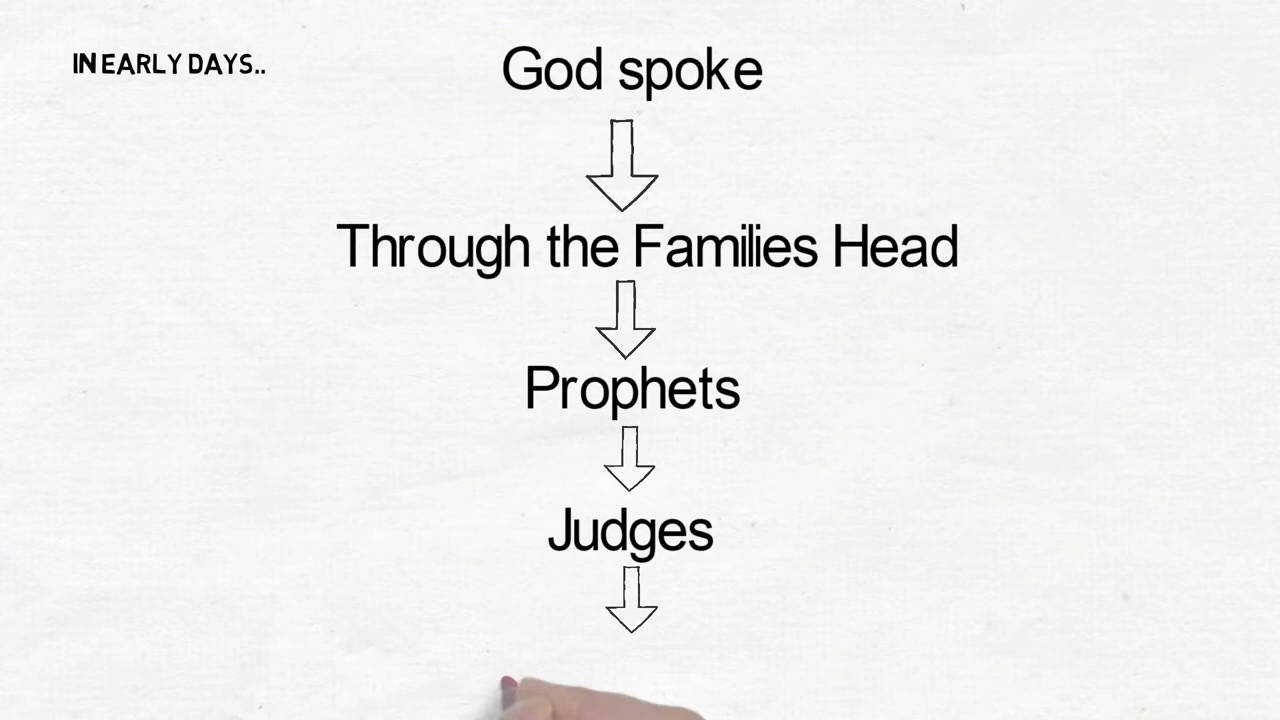 IN EARLY DAYS..
God spoke
Through the Families Head
Prophets
Judges